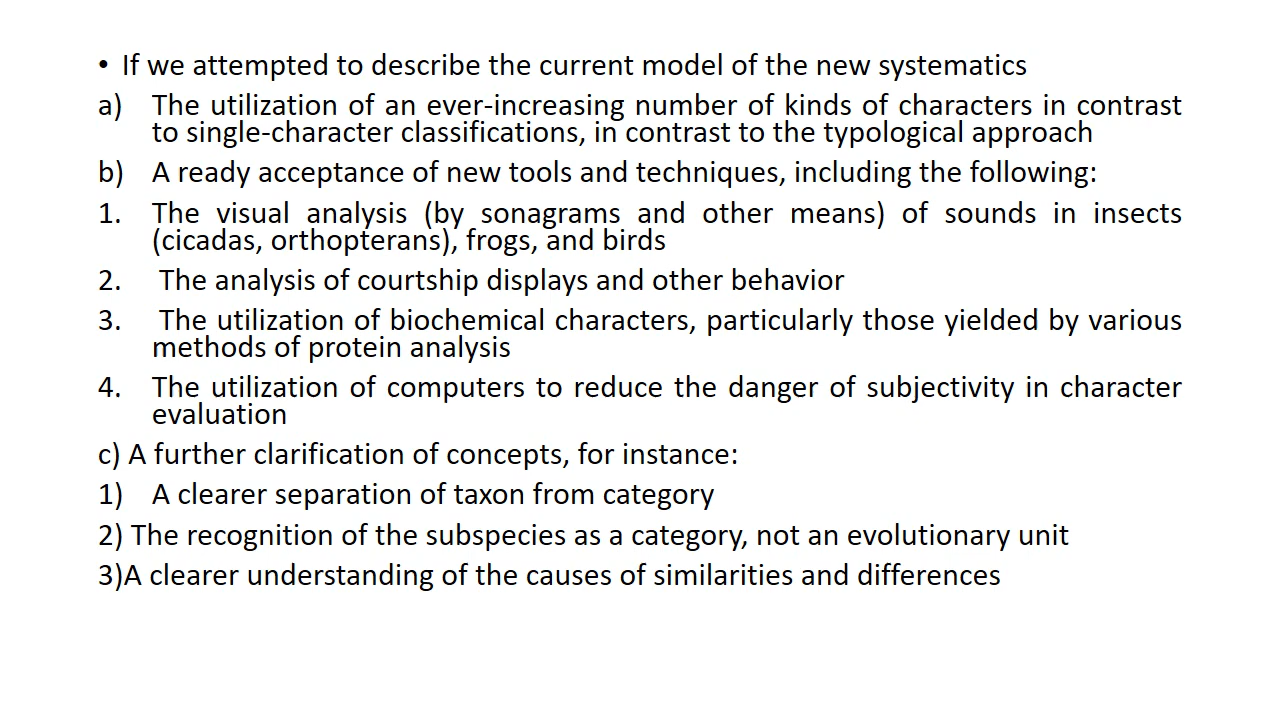 • If we attempted to describe the current model of the new systematics
a) The utilization of an ever-increasing number of kinds of characters in contrast
to single-character classifications, in contrast to the typological approach
b) A ready acceptance of new tools and techniques, including the following:
1. The visual analysis (by sonagrams and other means) of sounds in insects
(cicadas, orthopterans), frogs, and birds
2. The analysis of courtship displays and other behavior
3. The utilization of biochemical characters, particularly those yielded by various
methods of protein analysis
4. The utilization of computers to reduce the danger of subjectivity in character
evaluation
c) A further clarification of concepts, for instance:
1) A clearer separation of taxon from category
2) The recognition of the subspecies as a category, not an evolutionary unit
3)A clearer understanding of the causes of similarities and differences